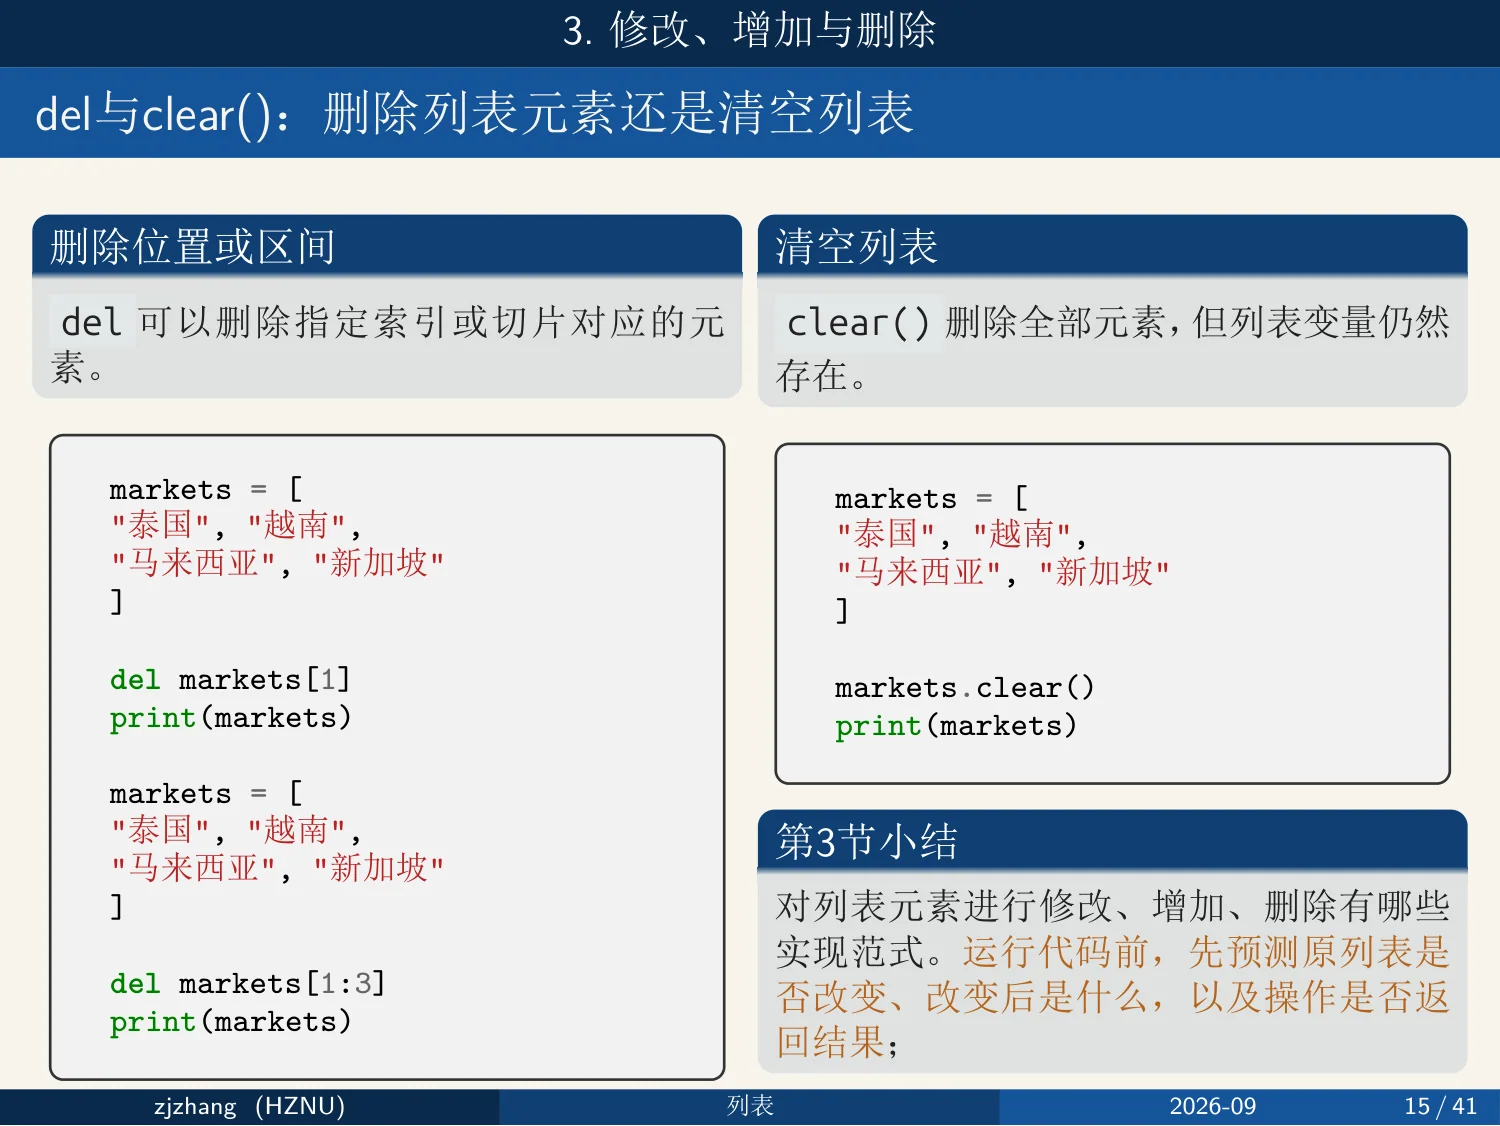 3. 修改、增加与删除
del与clear()：删除列表元素还是清空列表
删除位置或区间
del 可以删除指定索引或切片对应的元
素。
markets = [
"泰国", "越南",
"马来西亚", "新加坡"
]
del markets[1]
print(markets)
markets = [
"泰国", "越南",
"马来西亚", "新加坡"
]
del markets[1:3]
print(markets)
清空列表
clear() 删除全部元素，但列表变量仍然
存在。
markets = [
"泰国", "越南",
"马来西亚", "新加坡"
]
markets.clear()
print(markets)
第3节小结
对列表元素进行修改、增加、删除有哪些
实现范式。运行代码前，先预测原列表是
否改变、改变后是什么，以及操作是否返
回结果；
zjzhang (HZNU)
列表
2026-09
15 / 41